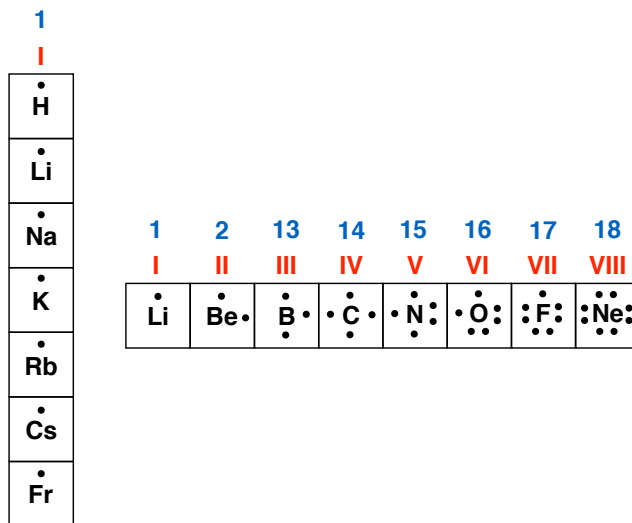 1
I
H
Li
Na
K
Rb
Cs
Fr
1 2 13 14 15 16 17 18
I II III IV V VI VII VIII
Li Be B C N O F Ne